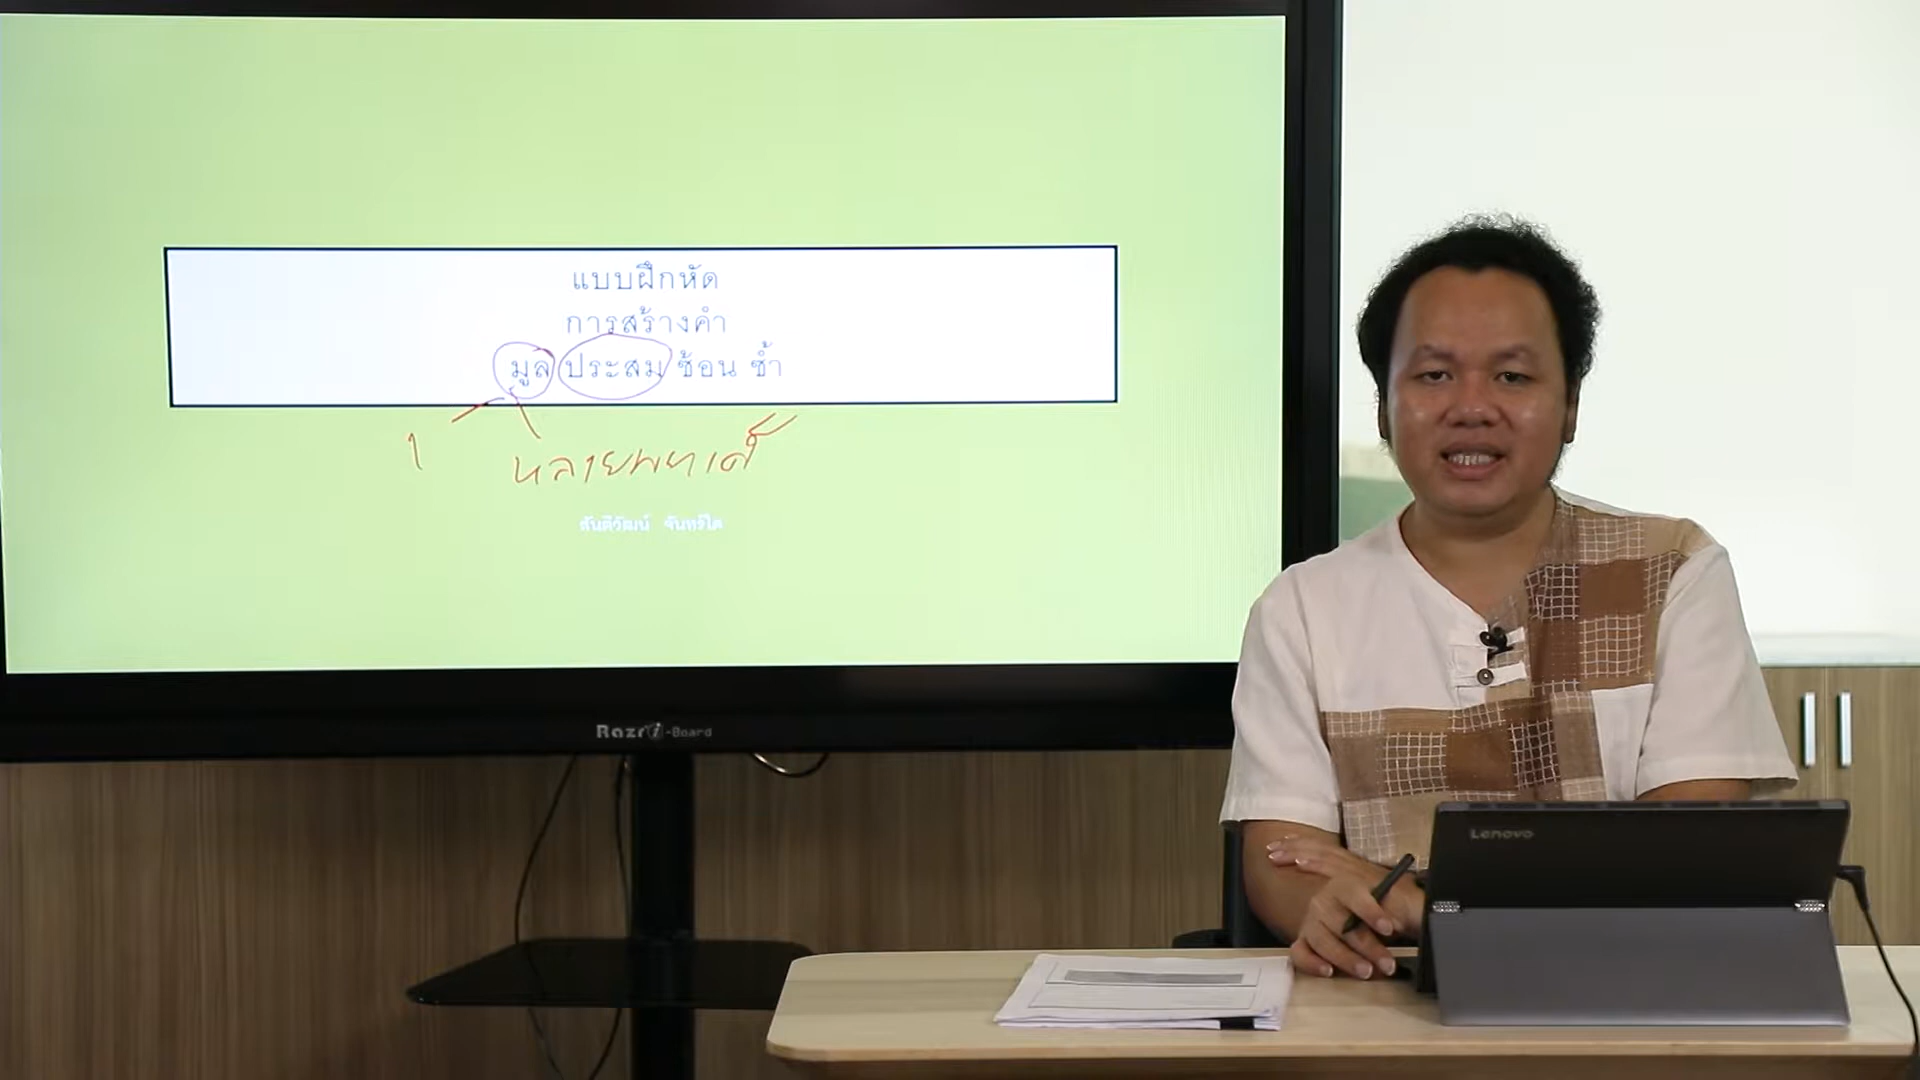 แบบฝึกหัด
การสร้างคำ
มูล ประสม ซ้อน ซ้ำ
1 หลายพยางค์
สันติวัฒน์ จันทร์ใด
Razr i-Board
Lenovo